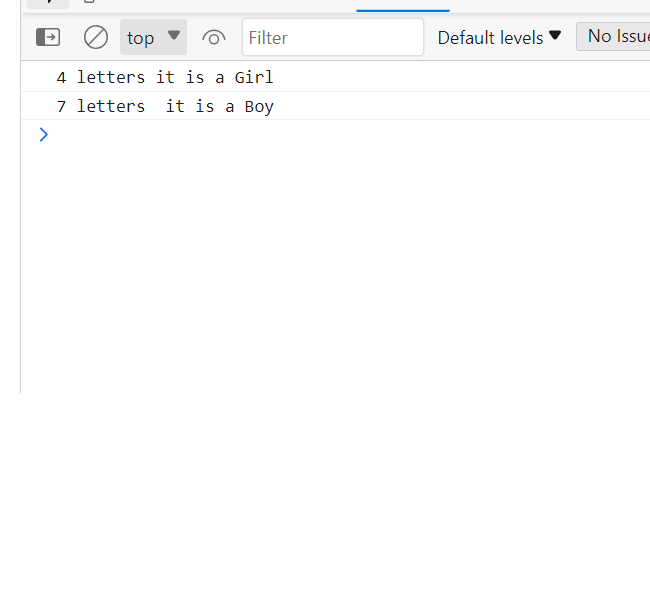 top Filter Default levels No Issue
4 letters it is a Girl
7 letters  it is a Boy